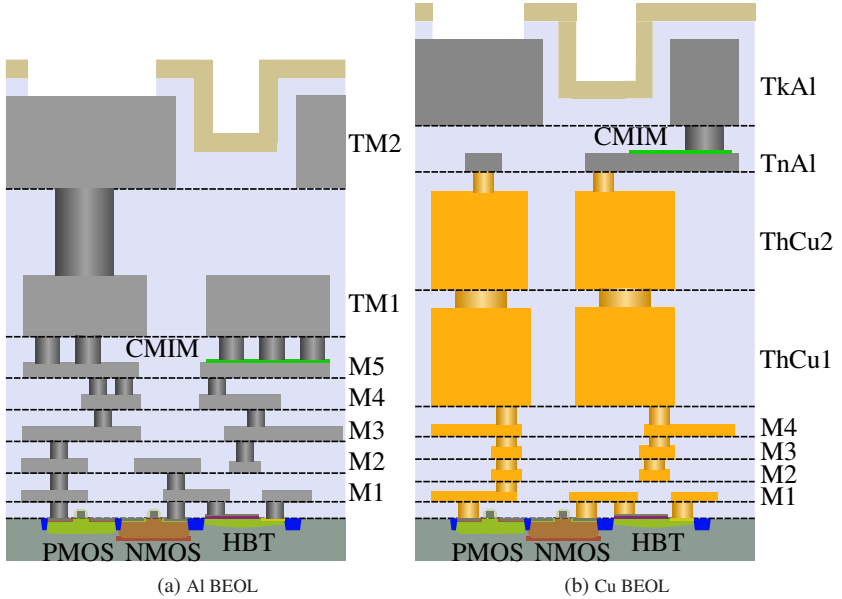 TM2
TM1
CMIM
M5
M4
M3
M2
M1
PMOS
NMOS
HBT
(a) Al BEOL
TkAl
CMIM
TnAl
ThCu2
ThCu1
M4
M3
M2
M1
PMOS
NMOS
HBT
(b) Cu BEOL